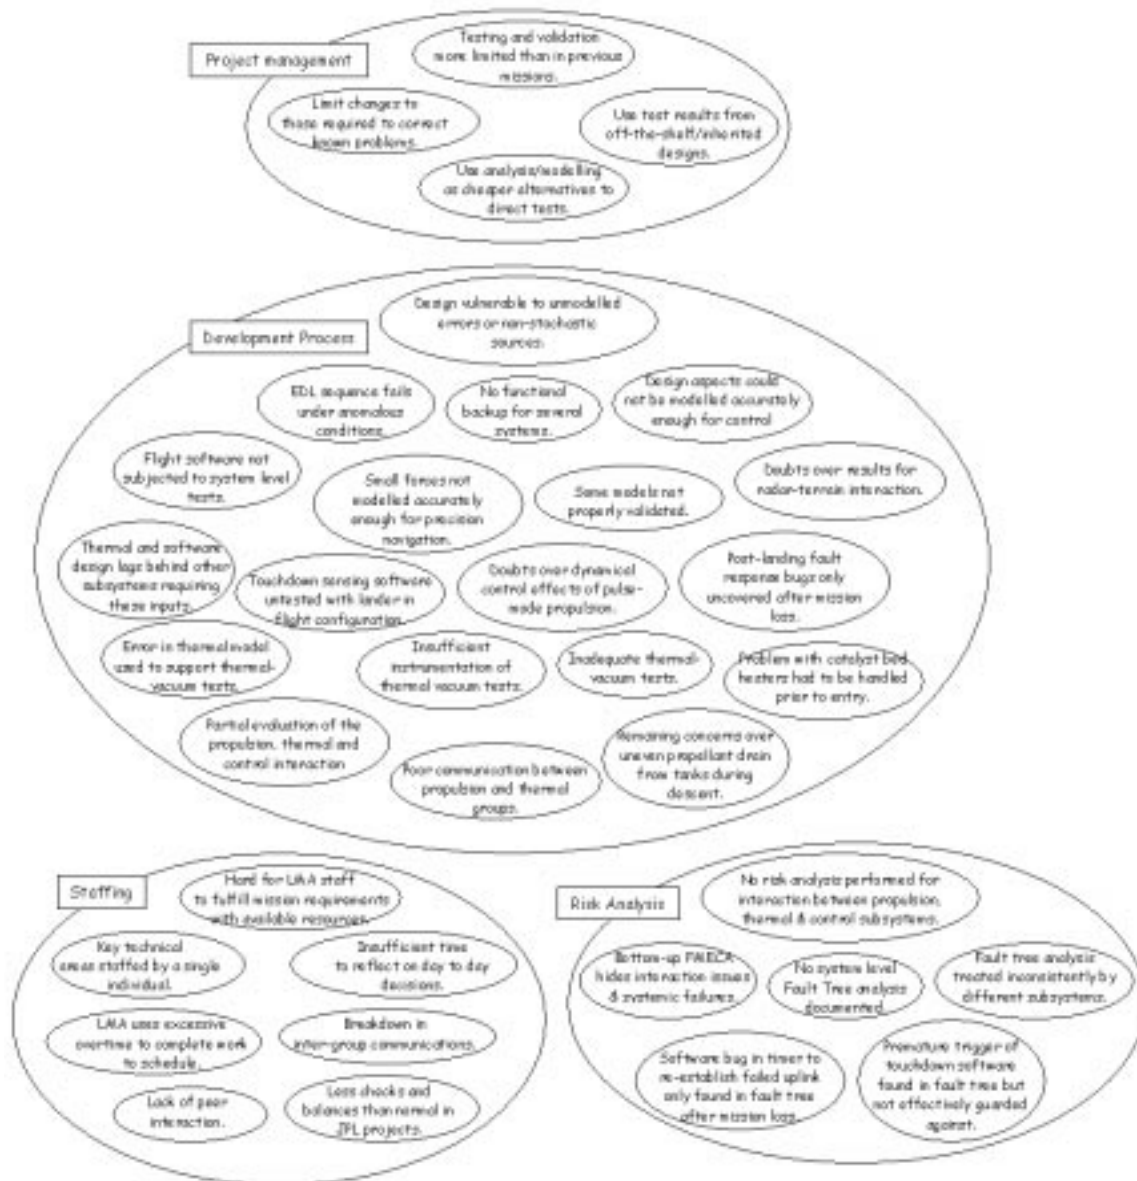 Project management
Testing and validation
more limited than in previous
missions.
Limit changes to
those required to correct
known problems.
Use test results from
off-the-shelf/inherited
designs.
Use analysis/modelling
as cheaper alternatives to
direct tests.
Development Process
Design vulnerable to unmodelled
errors or non-stochastic
sources.
EDL sequence fails
under anomalous
conditions.
No functional
backup for several
systems.
Design aspects could
not be modelled accurately
enough for control
Flight software not
subjected to system level
tests.
Small forces not
modelled accurately
enough for precision
navigation.
Some models not
properly validated.
Doubts over results for
radar-terrain interaction.
Thermal and software
design lags behind other
subsystems requiring
these inputs.
Touchdown sensing software
untested with lander in
flight configuration.
Doubts over dynamical
control effects of pulse-
mode propulsion.
Post-landing fault
response bugs only
uncovered after mission
loss.
Error in thermal model
used to support thermal-
vacuum tests.
Insufficient
instrumentation of
thermal vacuum tests.
Inadequate thermal-
vacuum tests.
Problem with catalyst bed
heaters had to be handled
prior to entry.
Partial evaluation of the
propulsion, thermal and
control interaction
Poor communication between
propulsion and thermal
groups.
Remaining concerns over
uneven propellant drain
from tanks during
descent.
Staffing
Hard for LMA staff
to fulfill mission requirements
with available resources.
Key technical
areas staffed by a single
individual.
Insufficient time
to reflect on day to day
decisions.
LMA uses excessive
overtime to complete work
to schedule.
Breakdown in
inter-group communications.
Lack of peer
interaction.
Less checks and
balances than normal in
JPL projects.
Risk Analysis
No risk analysis performed for
interaction between propulsion,
thermal & control subsystems.
Bottom-up FMECA
hides interaction issues
& systemic failures.
No system level
Fault Tree analysis
documented.
Fault tree analysis
treated inconsistently by
different subsystems.
Software bug in timer to
re-establish failed uplink
only found in fault tree
after mission loss.
Premature trigger of
touchdown software
found in fault tree but
not effectively guarded
against.